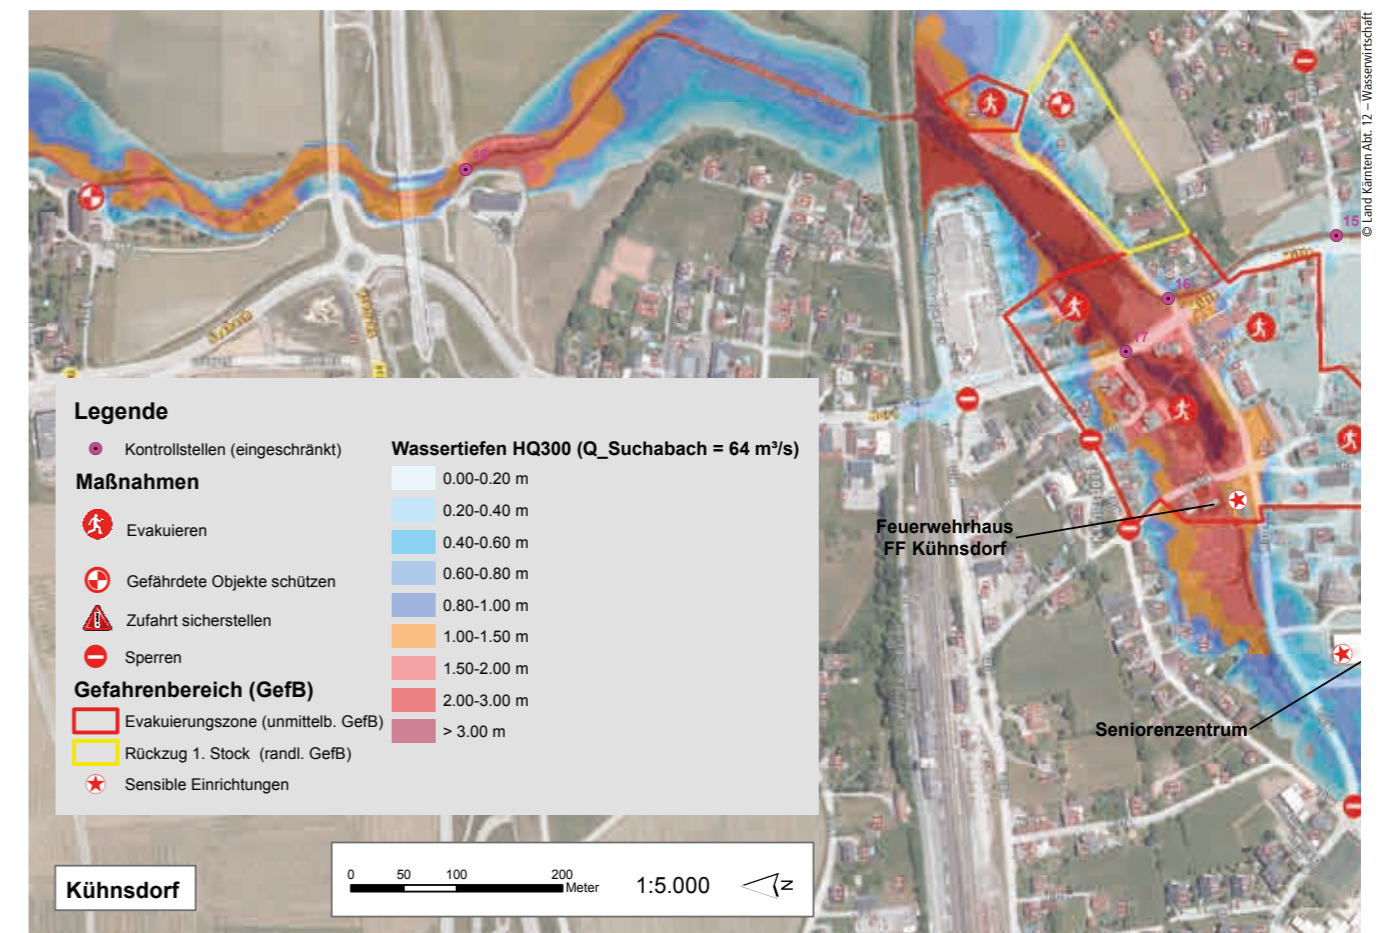 © Land Kärnten Abt. 12 – Wasserwirtschaft
15
16
17
Feuerwehrhaus
FF Kühnsdorf
Seniorenzentrum
Legende
Kontrollstellen (eingeschränkt)
Maßnahmen
Evakuieren
Gefährdete Objekte schützen
Zufahrt sicherstellen
Sperren
Gefahrenbereich (GefB)
Evakuierungszone (unmittelb. GefB)
Rückzug 1. Stock (randl. GefB)
Sensible Einrichtungen
Wassertiefen HQ300 (Q_Suchabach = 64 m³/s)
0.00-0.20 m
0.20-0.40 m
0.40-0.60 m
0.60-0.80 m
0.80-1.00 m
1.00-1.50 m
1.50-2.00 m
2.00-3.00 m
> 3.00 m
Kühnsdorf
0 50 100 200
Meter
1:5.000
N